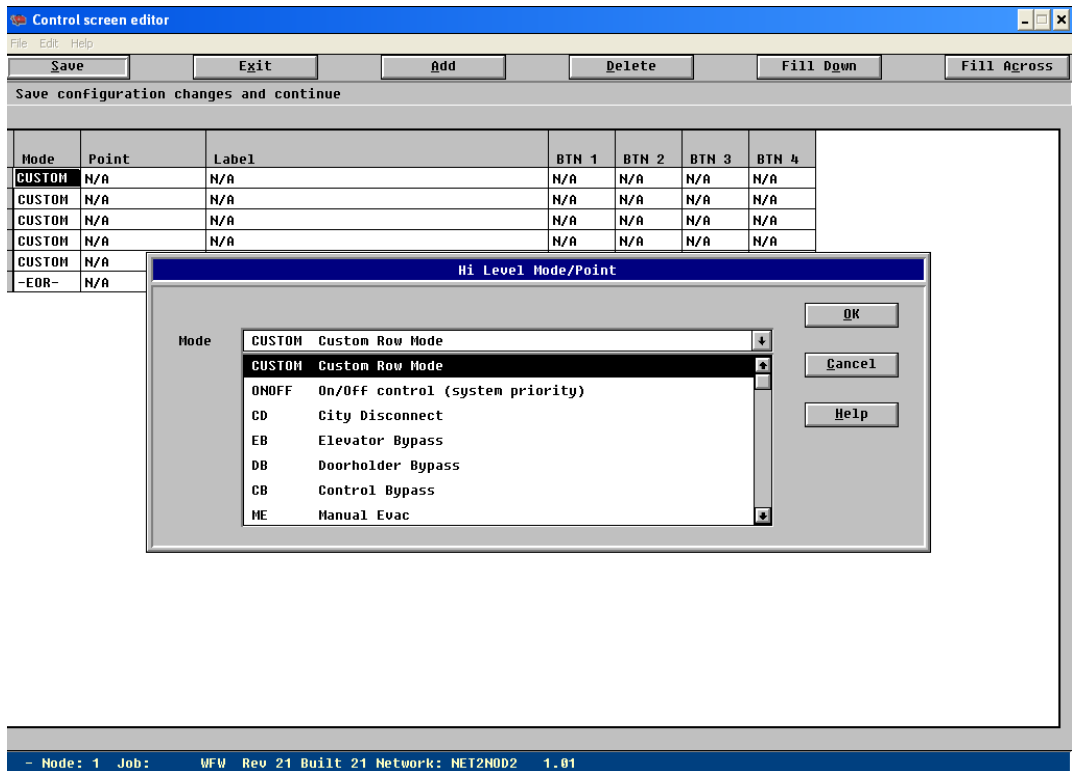 Control screen editor
File Edit Help
Save Exit Add Delete Fill Down Fill Across
Save configuration changes and continue
Mode Point Label BTN 1 BTN 2 BTN 3 BTN 4
CUSTOM N/A N/A N/A N/A N/A N/A
CUSTOM N/A N/A N/A N/A N/A N/A
CUSTOM N/A N/A N/A N/A N/A N/A
CUSTOM N/A N/A N/A N/A N/A N/A
CUSTOM N/A
-EOR- N/A
Hi Level Mode/Point
OK
Mode CUSTOM Custom Row Mode
CUSTOM Custom Row Mode
Cancel
ONOFF On/Off control (system priority)
CD City Disconnect
Help
EB Elevator Bypass
DB Doorholder Bypass
CB Control Bypass
ME Manual Evac
- Node: 1 Job: WFW Rev 21 Built 21 Network: NET2NOD2 1.01